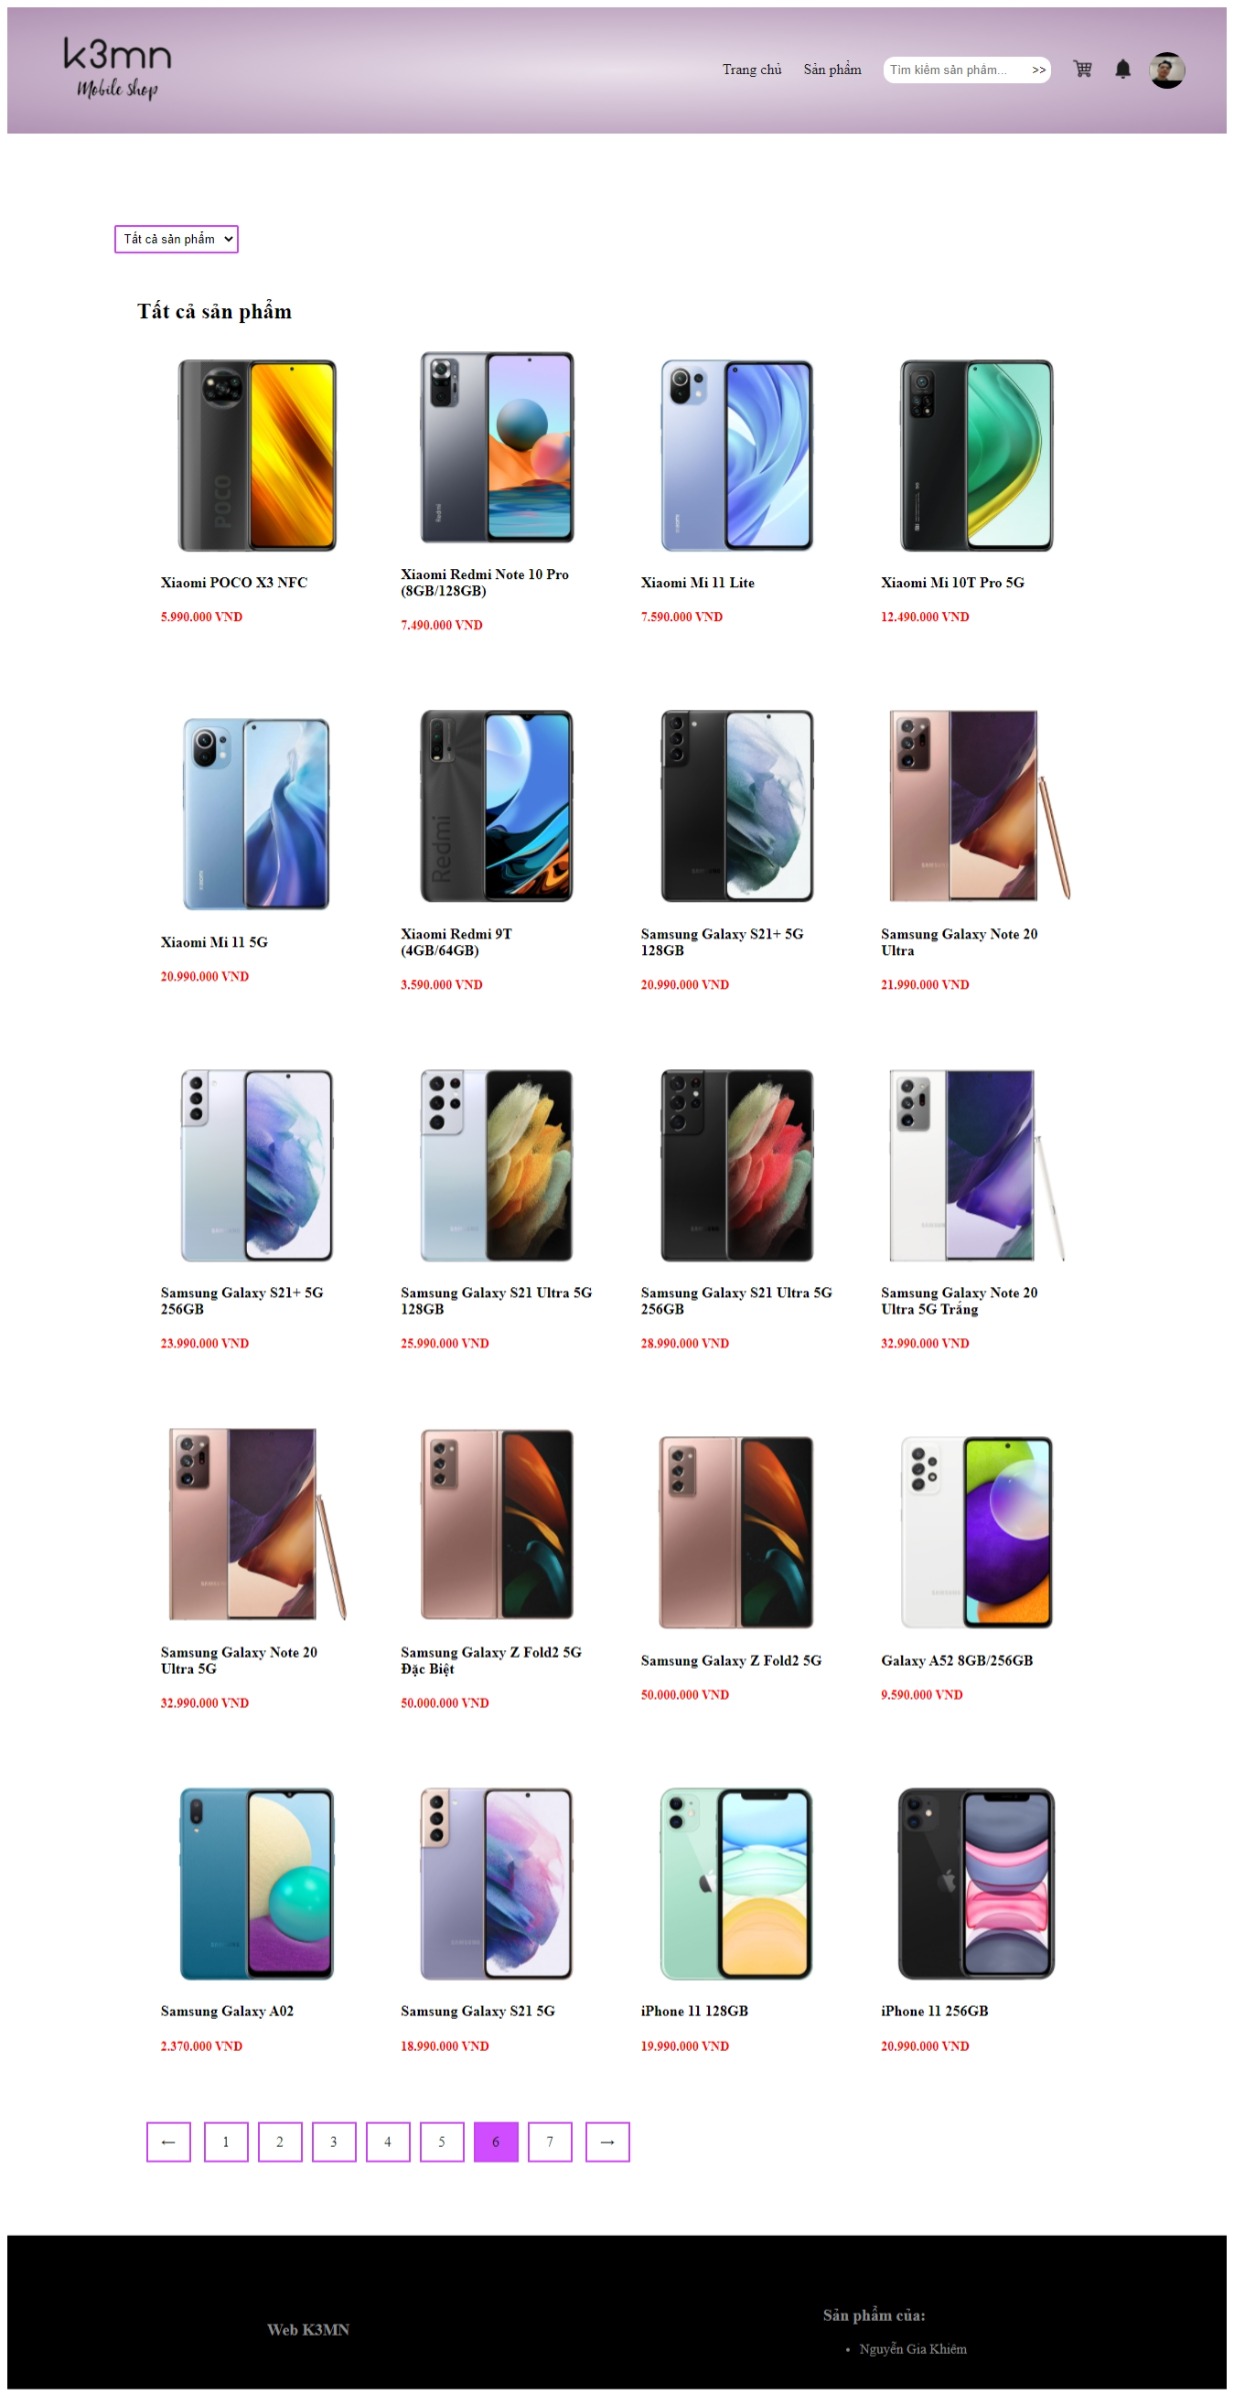 k3mn
Mobile shop
Trang chủ
Sản phẩm
Tìm kiếm sản phẩm...
>>
Tất cả sản phẩm
Tất cả sản phẩm
POCO
Redmi
Xiaomi POCO X3 NFC
5.990.000 VND
Xiaomi Redmi Note 10 Pro
(8GB/128GB)
7.490.000 VND
Xiaomi Mi 11 Lite
7.590.000 VND
Xiaomi Mi 10T Pro 5G
12.490.000 VND
Redmi
Xiaomi Mi 11 5G
20.990.000 VND
Xiaomi Redmi 9T
(4GB/64GB)
3.590.000 VND
Samsung Galaxy S21+ 5G
128GB
20.990.000 VND
Samsung Galaxy Note 20
Ultra
21.990.000 VND
Samsung Galaxy S21+ 5G
256GB
23.990.000 VND
Samsung Galaxy S21 Ultra 5G
128GB
25.990.000 VND
Samsung Galaxy S21 Ultra 5G
256GB
28.990.000 VND
Samsung Galaxy Note 20
Ultra 5G Trắng
32.990.000 VND
Samsung Galaxy Note 20
Ultra 5G
32.990.000 VND
Samsung Galaxy Z Fold2 5G
Đặc Biệt
50.000.000 VND
Samsung Galaxy Z Fold2 5G
50.000.000 VND
Galaxy A52 8GB/256GB
9.590.000 VND
Samsung Galaxy A02
2.370.000 VND
Samsung Galaxy S21 5G
18.990.000 VND
iPhone 11 128GB
19.990.000 VND
iPhone 11 256GB
20.990.000 VND
← 1 2 3 4 5 6 7 →
Web K3MN
Sản phẩm của:
• Nguyễn Gia Khiêm